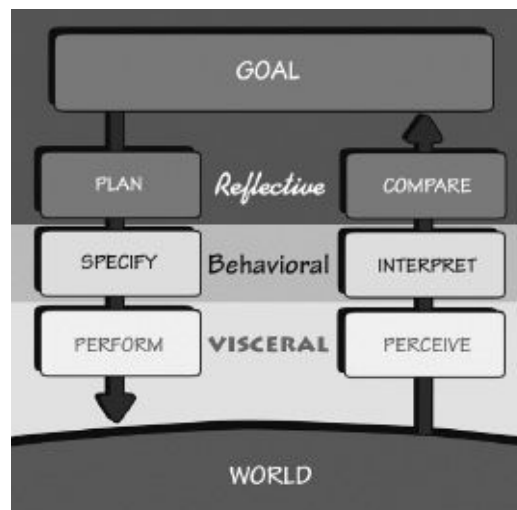 GOAL
PLAN Reflective COMPARE
SPECIFY Behavioral INTERPRET
PERFORM VISCERAL PERCEIVE
WORLD